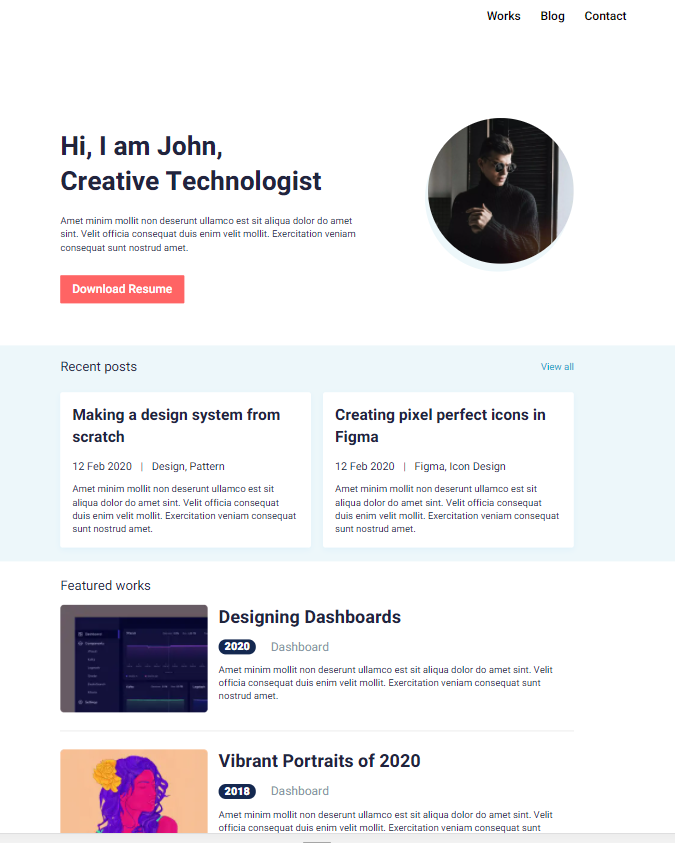 Works Blog Contact
Hi, I am John,
Creative Technologist
Amet minim mollit non deserunt ullamco est sit aliqua dolor do amet
sint. Velit officia consequat duis enim velit mollit. Exercitation veniam
consequat sunt nostrud amet.
Download Resume
Recent posts
View all
Making a design system from
scratch
12 Feb 2020 | Design, Pattern
Amet minim mollit non deserunt ullamco est sit
aliqua dolor do amet sint. Velit officia consequat
duis enim velit mollit. Exercitation veniam consequat
sunt nostrud amet.
Creating pixel perfect icons in
Figma
12 Feb 2020 | Figma, Icon Design
Amet minim mollit non deserunt ullamco est sit
aliqua dolor do amet sint. Velit officia consequat
duis enim velit mollit. Exercitation veniam consequat
sunt nostrud amet.
Featured works
Designing Dashboards
2020 Dashboard
Amet minim mollit non deserunt ullamco est sit aliqua dolor do amet sint. Velit
officia consequat duis enim velit mollit. Exercitation veniam consequat sunt
nostrud amet.
Vibrant Portraits of 2020
2018 Dashboard
Amet minim mollit non deserunt ullamco est sit aliqua dolor do amet sint. Velit
officia consequat duis enim velit mollit. Exercitation veniam consequat sunt